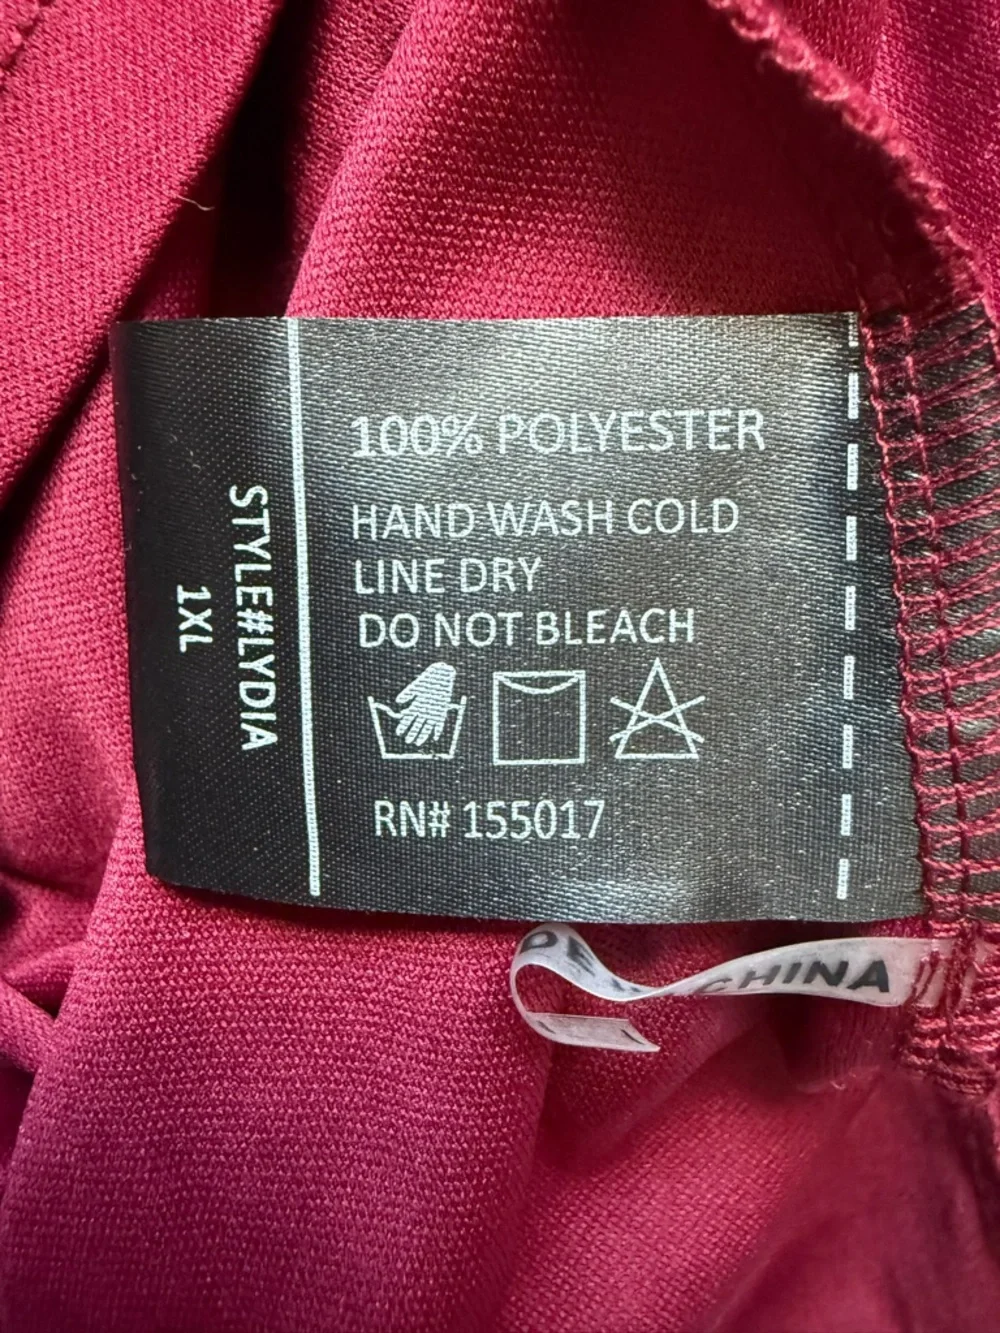 100% POLYESTER
HAND WASH COLD
LINE DRY
DO NOT BLEACH
RN# 155017
STYLE#LYDIA
1XL
CHINA